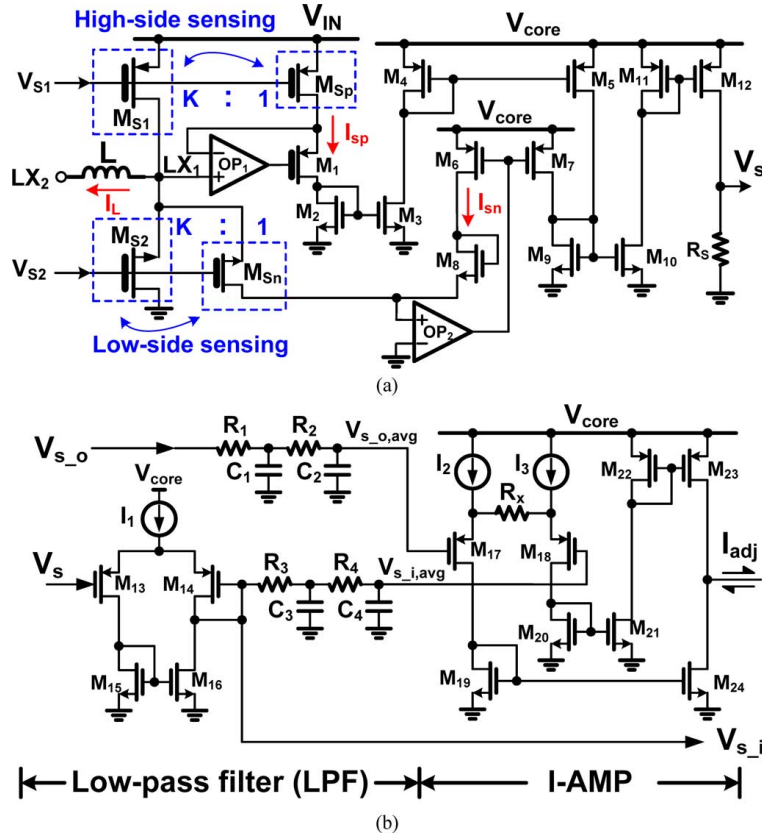 High-side sensing
V_IN
V_core
V_S1
M_S1
K : 1
M_Sp
I_sp
M_4
M_5
M_11
M_12
V_core
L
LX_2
LX_1
OP_1
M_1
I_L
M_6
M_7
V_s
M_2
M_3
I_sn
R_S
M_S2
K : 1
V_S2
M_Sn
M_8
M_9
M_10
OP_2
Low-side sensing
(a)
V_s_o
R_1
R_2
V_s_o,avg
V_core
C_1
C_2
I_2
I_3
M_22
M_23
V_core
I_1
R_x
V_s
M_13
M_14
R_3
R_4
V_s_i,avg
M_17
M_18
I_adj
C_3
C_4
M_20
M_21
M_15
M_16
M_19
M_24
V_s_i
Low-pass filter (LPF)
I-AMP
(b)